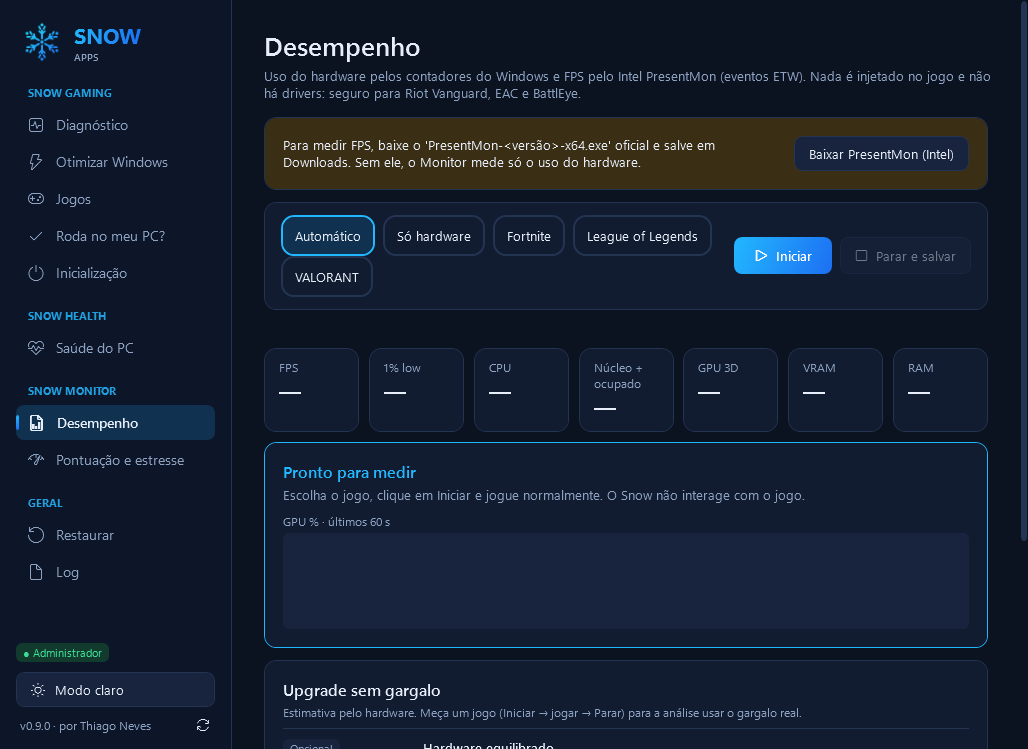 SNOW
APPS
SNOW GAMING
Diagnóstico
Otimizar Windows
Jogos
Roda no meu PC?
Inicialização
SNOW HEALTH
Saúde do PC
SNOW MONITOR
Desempenho
Pontuação e estresse
GERAL
Restaurar
Log
Administrador
Modo claro
v0.9.0 · por Thiago Neves
Desempenho
Uso do hardware pelos contadores do Windows e FPS pelo Intel PresentMon (eventos ETW). Nada é injetado no jogo e não
há drivers: seguro para Riot Vanguard, EAC e BattlEye.
Para medir FPS, baixe o 'PresentMon-<versão>-x64.exe' oficial e salve em
Downloads. Sem ele, o Monitor mede só o uso do hardware.
Baixar PresentMon (Intel)
Automático
Só hardware
Fortnite
League of Legends
VALORANT
Iniciar
Parar e salvar
FPS
—
1% low
—
CPU
—
Núcleo +
ocupado
—
GPU 3D
—
VRAM
—
RAM
—
Pronto para medir
Escolha o jogo, clique em Iniciar e jogue normalmente. O Snow não interage com o jogo.
GPU % · últimos 60 s
Upgrade sem gargalo
Estimativa pelo hardware. Meça um jogo (Iniciar → jogar → Parar) para a análise usar o gargalo real.
Opcional
Hardware equilibrado